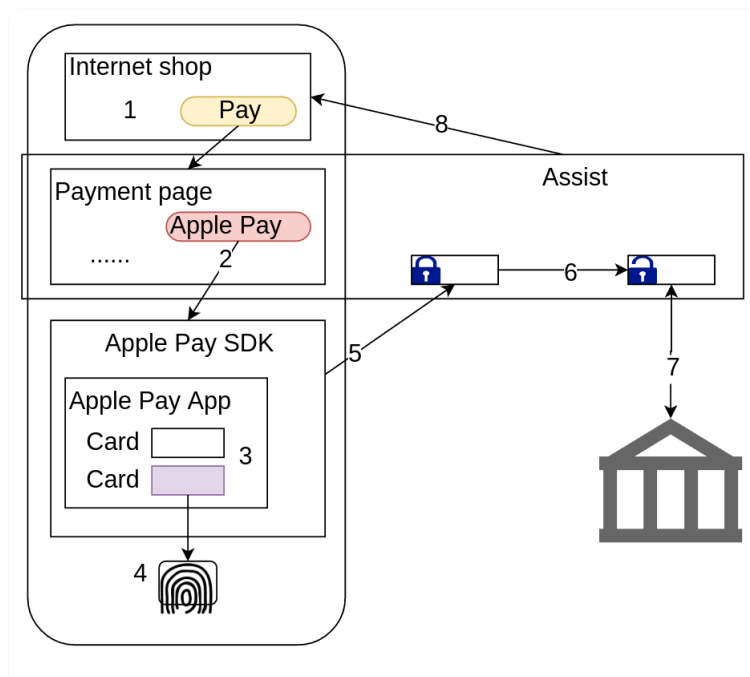 Internet shop
1
Pay
8
Payment page
Assist
Apple Pay
2
......
6
Apple Pay SDK
5
7
Apple Pay App
Card
3
Card
4